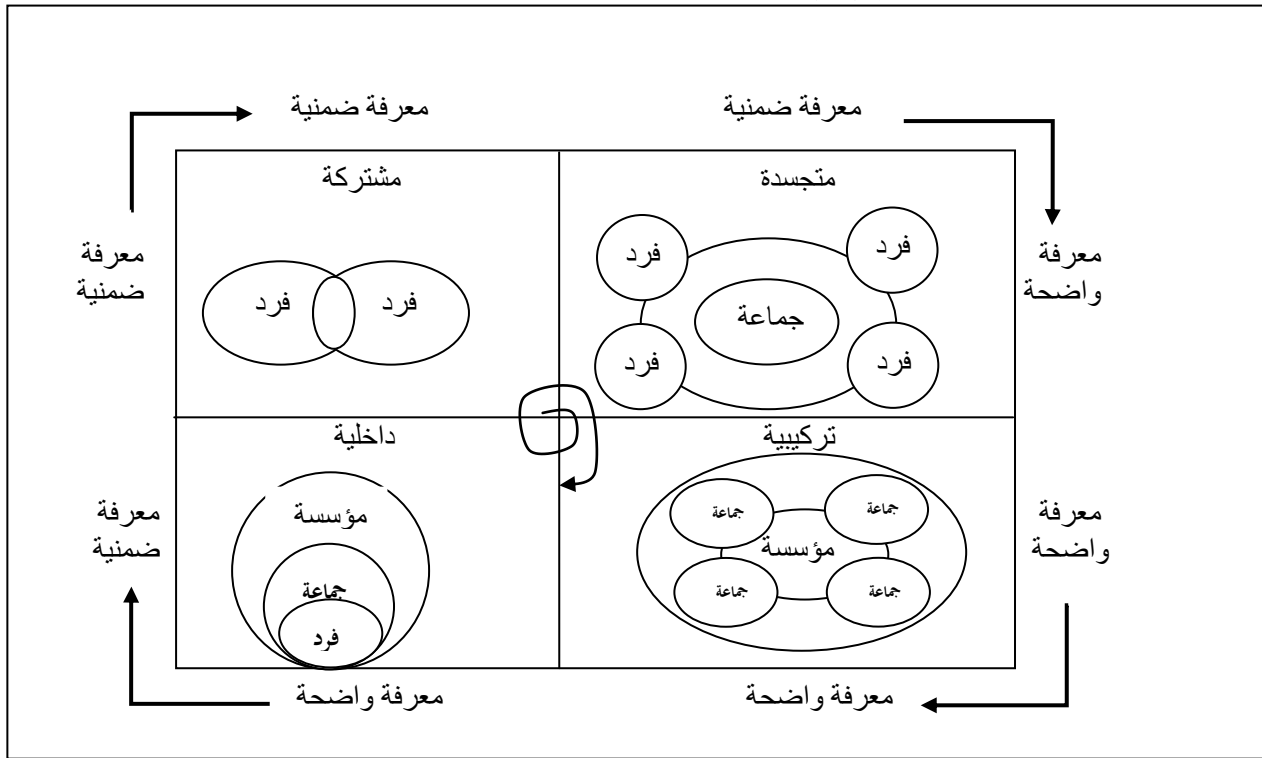 معرفة ضمنية
معرفة ضمنية
متجسدة
مشتركة
فرد
فرد
معرفة
واضحة
معرفة
ضمنية
فرد
فرد
جماعة
فرد
فرد
تركيبية
داخلية
جماعة
جماعة
معرفة
واضحة
معرفة
ضمنية
مؤسسة
مؤسسة
جماعة
جماعة
جماعة
فرد
معرفة واضحة
معرفة واضحة